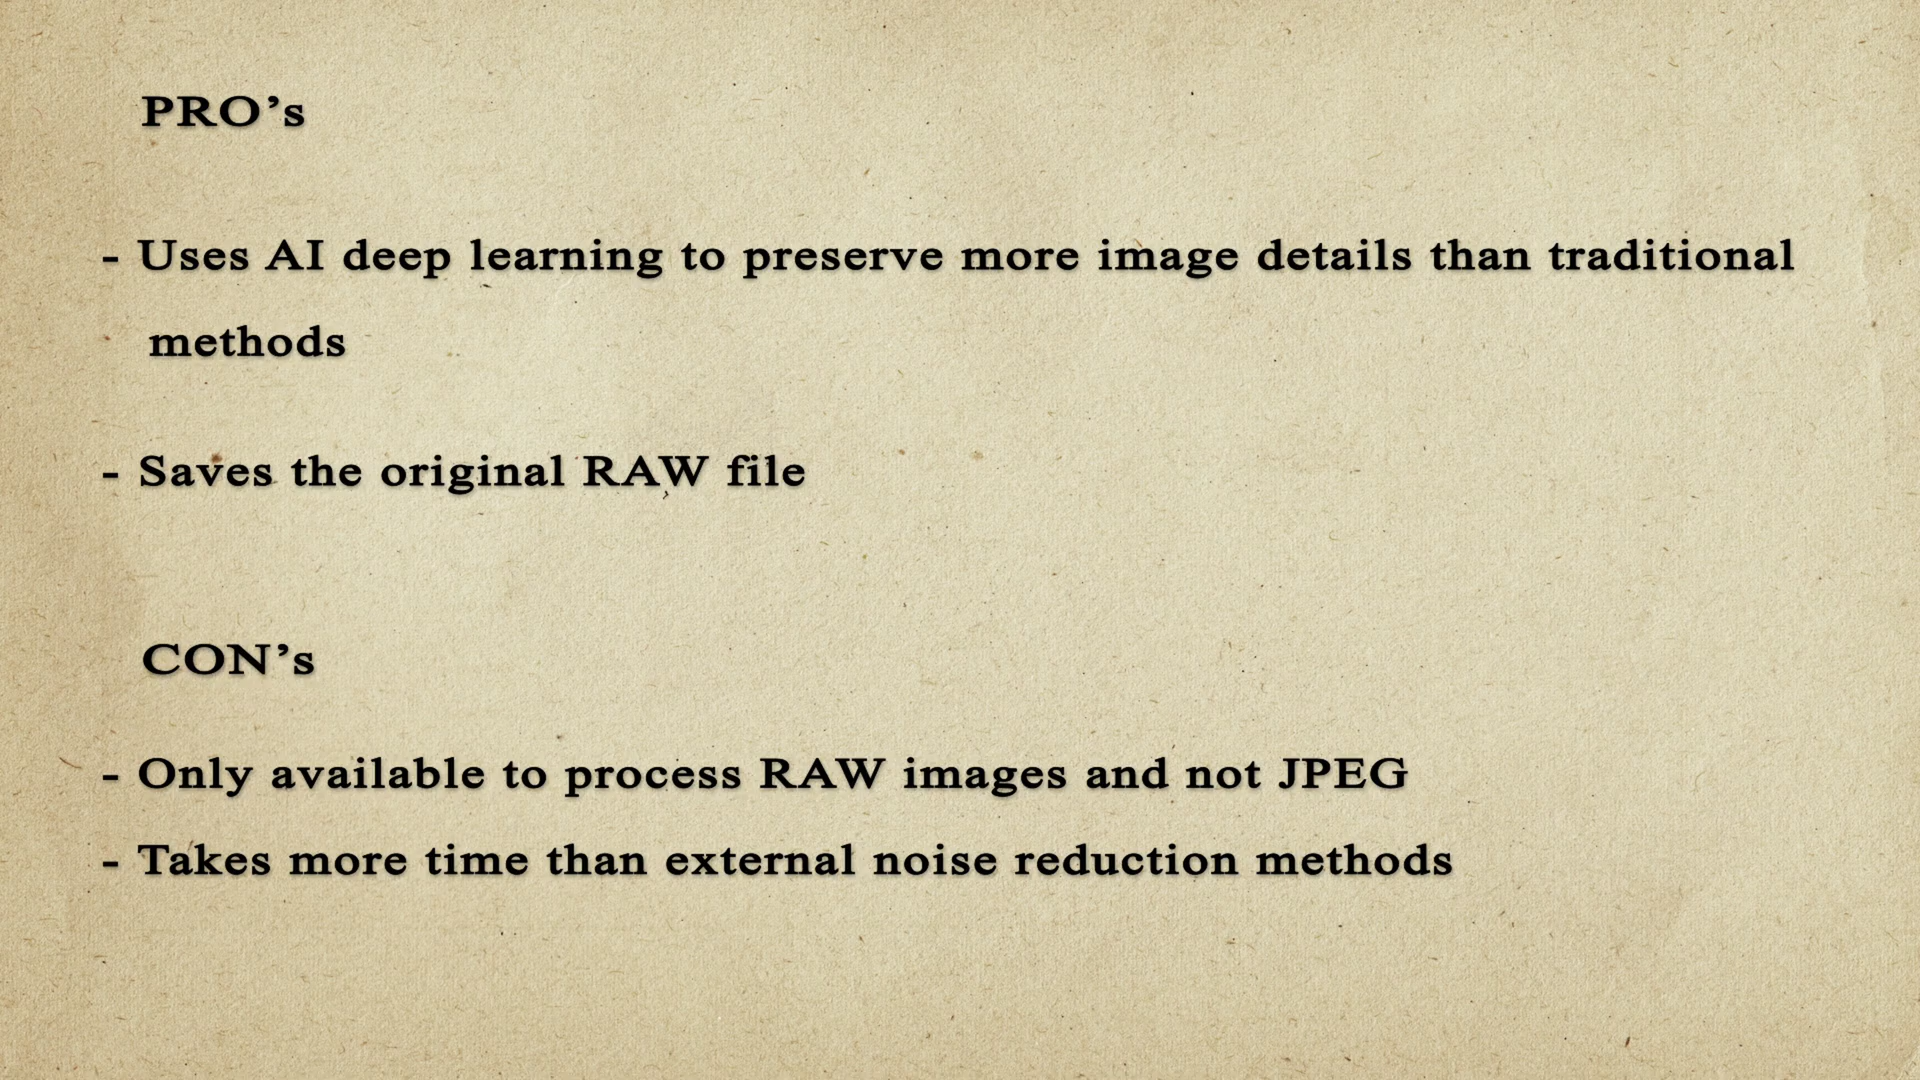 PRO’s
- Uses AI deep learning to preserve more image details than traditional
methods
- Saves the original RAW file
CON’s
- Only available to process RAW images and not JPEG
- Takes more time than external noise reduction methods